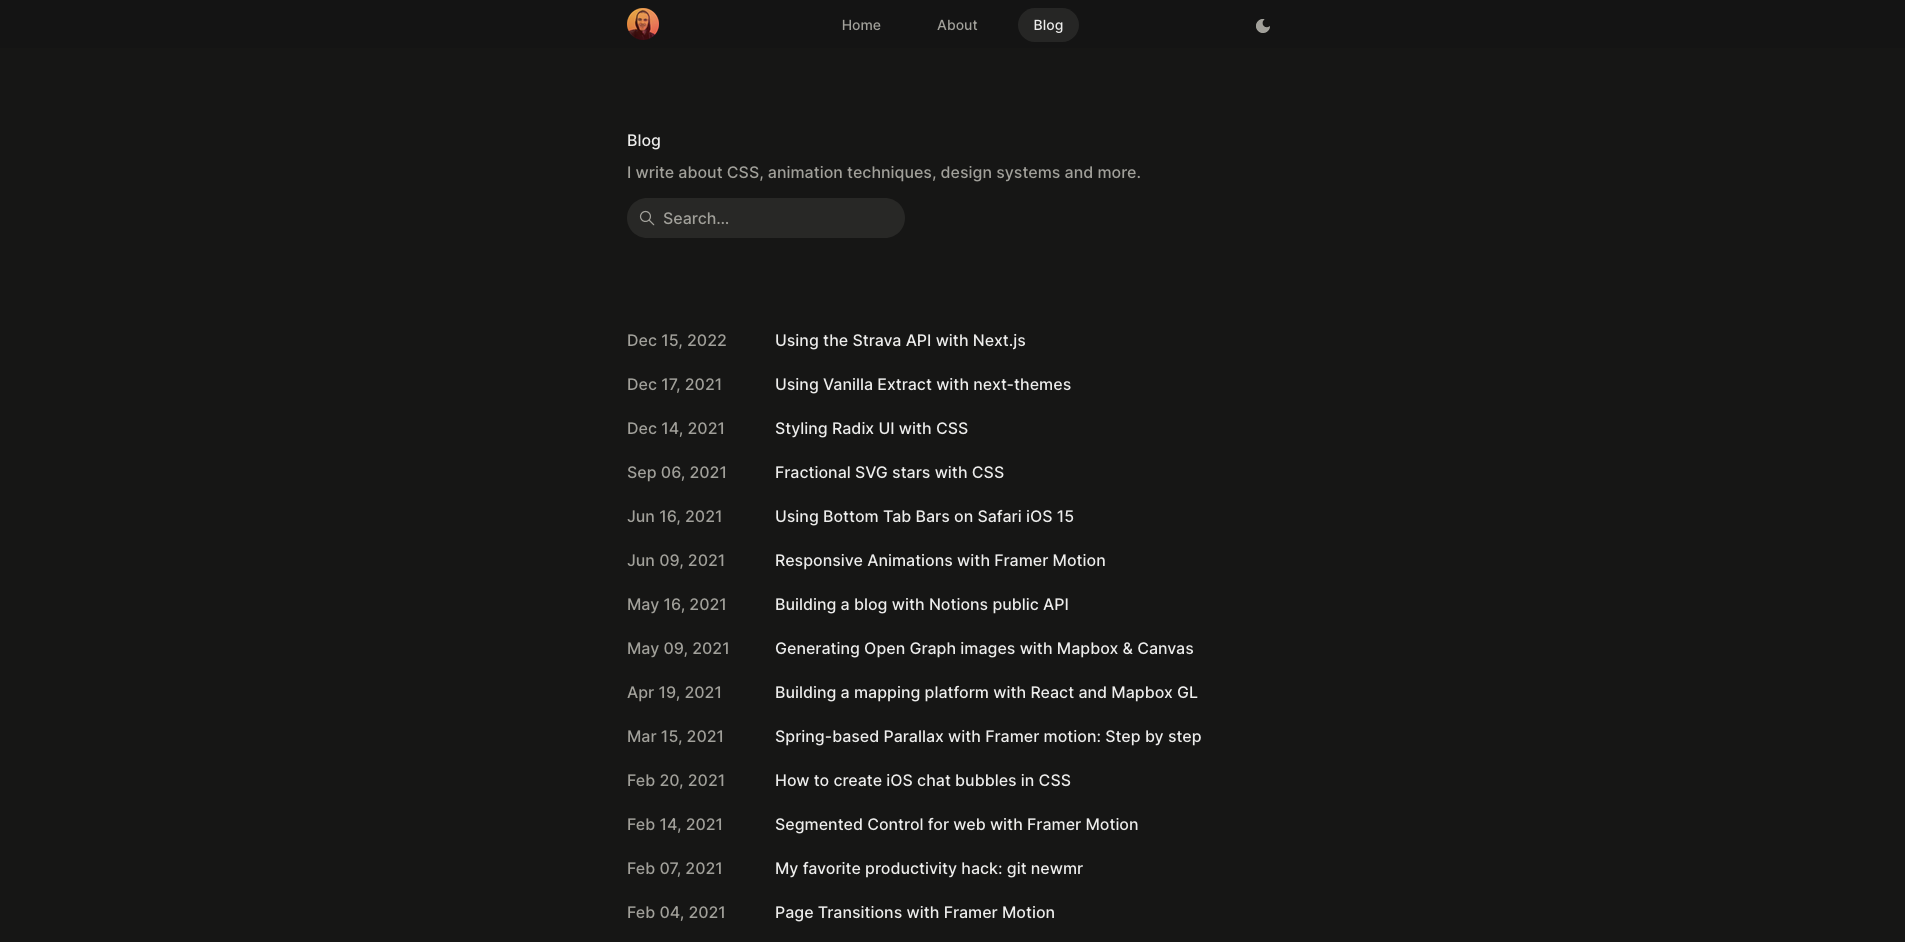 Home About Blog
Blog
I write about CSS, animation techniques, design systems and more.
Search...
Dec 15, 2022 Using the Strava API with Next.js
Dec 17, 2021 Using Vanilla Extract with next-themes
Dec 14, 2021 Styling Radix UI with CSS
Sep 06, 2021 Fractional SVG stars with CSS
Jun 16, 2021 Using Bottom Tab Bars on Safari iOS 15
Jun 09, 2021 Responsive Animations with Framer Motion
May 16, 2021 Building a blog with Notions public API
May 09, 2021 Generating Open Graph images with Mapbox & Canvas
Apr 19, 2021 Building a mapping platform with React and Mapbox GL
Mar 15, 2021 Spring-based Parallax with Framer motion: Step by step
Feb 20, 2021 How to create iOS chat bubbles in CSS
Feb 14, 2021 Segmented Control for web with Framer Motion
Feb 07, 2021 My favorite productivity hack: git newmr
Feb 04, 2021 Page Transitions with Framer Motion